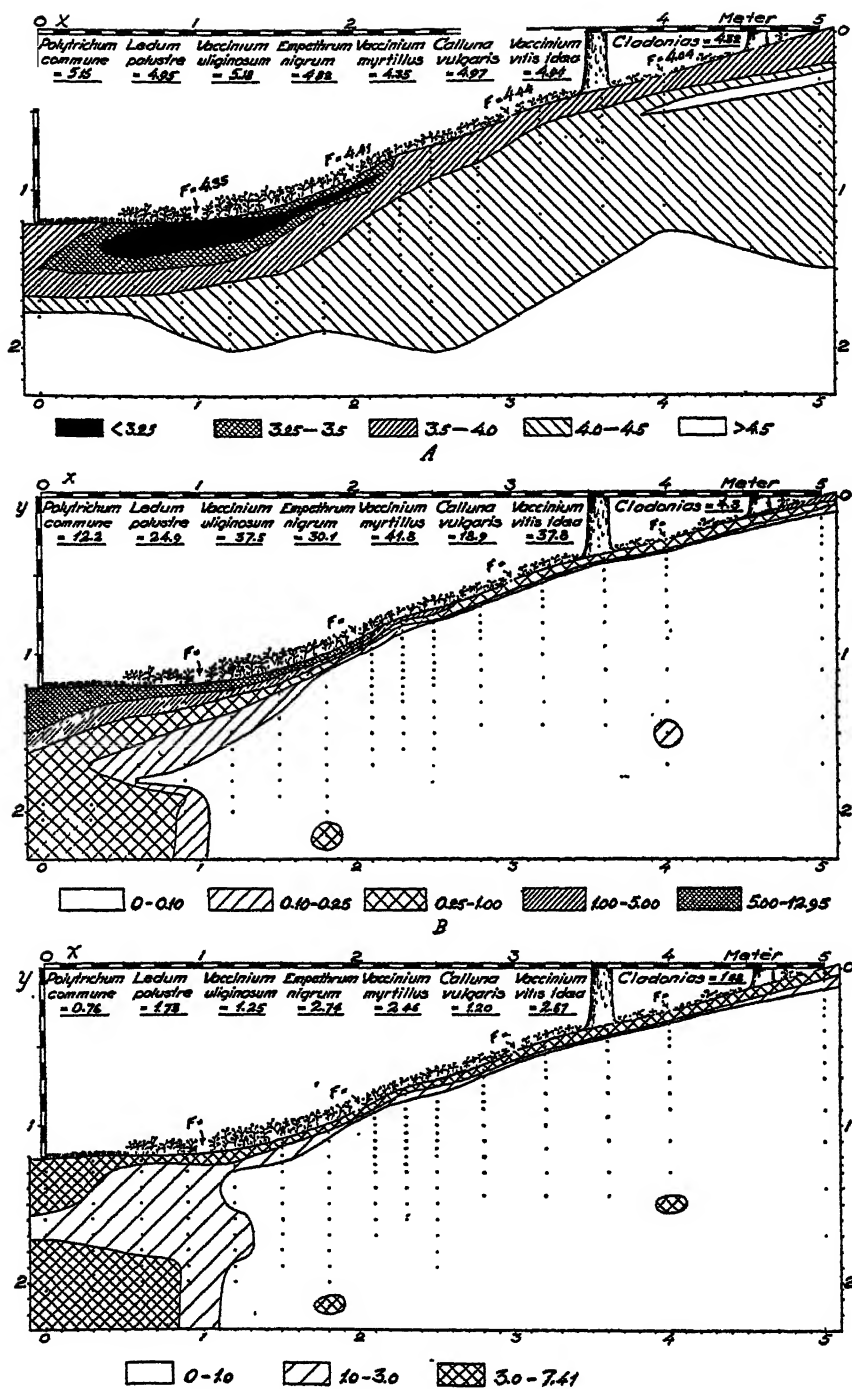 0 X 1 2 4 Meter 5
Polytrichum commune = 5.15 Ledum palustre = 4.95 Vaccinium uliginosum = 5.18 Empathrum nigrum = 4.82 Vaccinium myrtillus = 4.35 Calluna vulgaris = 4.97 Vaccinium vitis idaea Cladonias = 4.52
0
F=4.04
F=4.44
F=4.41
F=4.35
1 1
2 2
0 1 2 3 4 5
<3.25 3.25–3.5 3.5–4.0 4.0–4.5 >4.5
A
0 X 1 2 3 4 Meter 5
y 0
Polytrichum commune = 12.2 Ledum palustre = 24.9 Vaccinium uliginosum = 37.5 Empathrum nigrum = 30.1 Vaccinium myrtillus = 41.8 Calluna vulgaris = 18.9 Vaccinium vitis idaea = 37.8 Cladonias = 4.3
F=
F=
F=
F=
1 1
2 2
0 1 2 3 4 5
0–0.10 0.10–0.25 0.25–1.00 1.00–5.00 5.00–12.95
B
0 X 1 2 3 4 Meter 5
y 0
Polytrichum commune = 0.76 Ledum palustre = 1.73 Vaccinium uliginosum = 1.25 Empathrum nigrum = 2.74 Vaccinium myrtillus = 2.46 Calluna vulgaris = 1.20 Vaccinium vitis idaea = 2.67 Cladonias
F=
F=
F=
F=
1 1
2 2
0 1 2 3 4 5
0–1.0 1.0–3.0 3.0–7.41